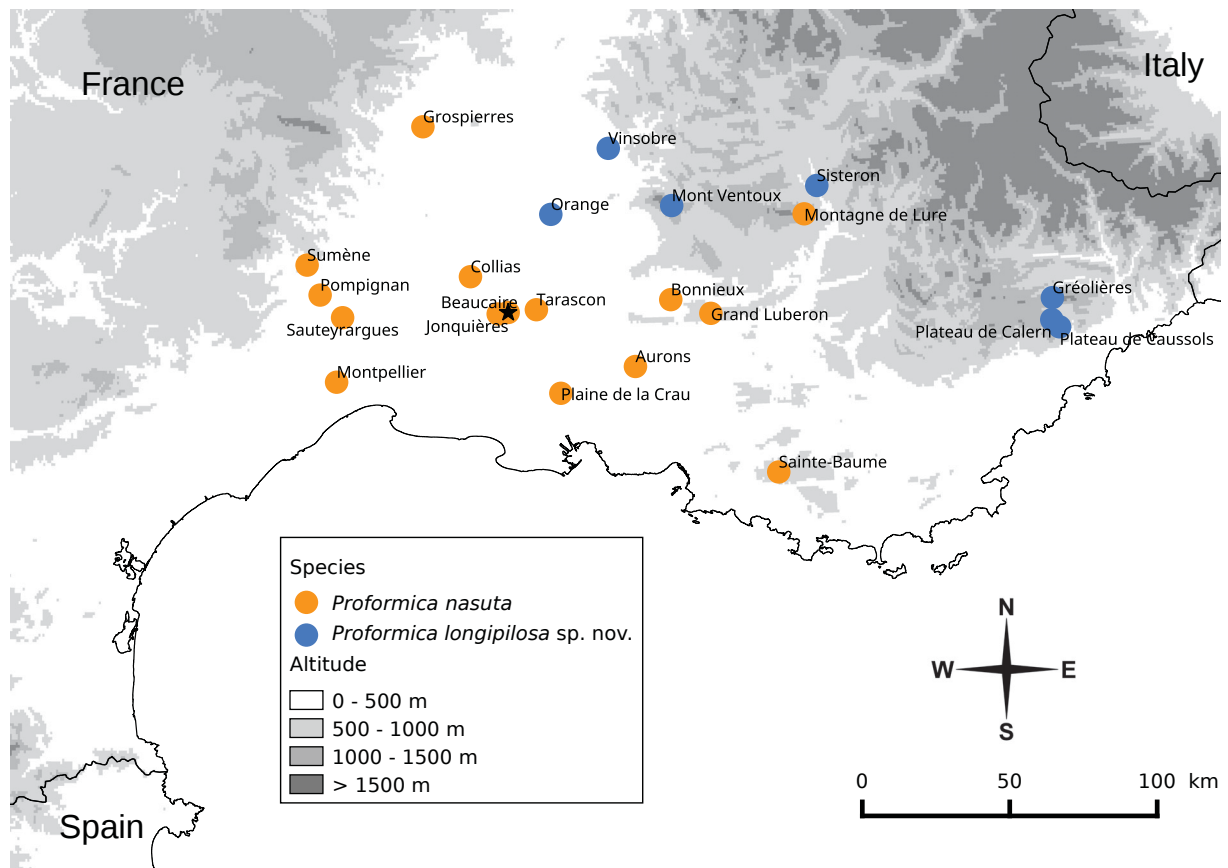 France
Italy
Grospierres
Vinsobre
Sisteron
Mont Ventoux
Orange
Montagne de Lure
Sumène
Collias
Pompignan
Bonnieux
Gréolières
Beaucaire
Tarascon
Grand Luberon
Sauteyrargues
Jonquières
Plateau de Calern
Plateau de Caussols
Aurons
Montpellier
Plaine de la Crau
Sainte-Baume
Species
Proformica nasuta
Proformica longipilosa sp. nov.
Altitude
0 - 500 m
500 - 1000 m
1000 - 1500 m
> 1500 m
N
W
E
S
0 50 100 km
Spain